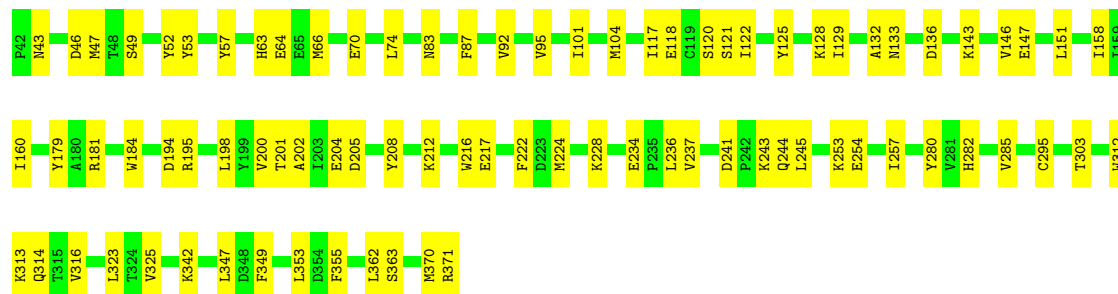 P42 N43 D46 M47 T48 S49 Y52 Y53 Y57 H63 E64 E65 M66 E70 L74 N83 F87 V92 V95 I101 M104 I117 E118 C119 S120 S121 I122 Y125 K128 I129 A132 N133 D136 K143 V146 E147 L151 I158 I159
I160 Y179 A180 R181 W184 D194 R195 L198 Y199 V200 T201 A202 I203 E204 D205 Y208 K212 W216 E217 F222 D223 M224 K228 E234 P235 L236 V237 D241 P242 K243 Q244 L245 K253 E254 I257 Y280 V281 H282 V285 C295 T303 W312
K313 Q314 T315 V316 L323 T324 V325 K342 L347 D348 F349 L353 D354 F355 L362 S363 M370 R371